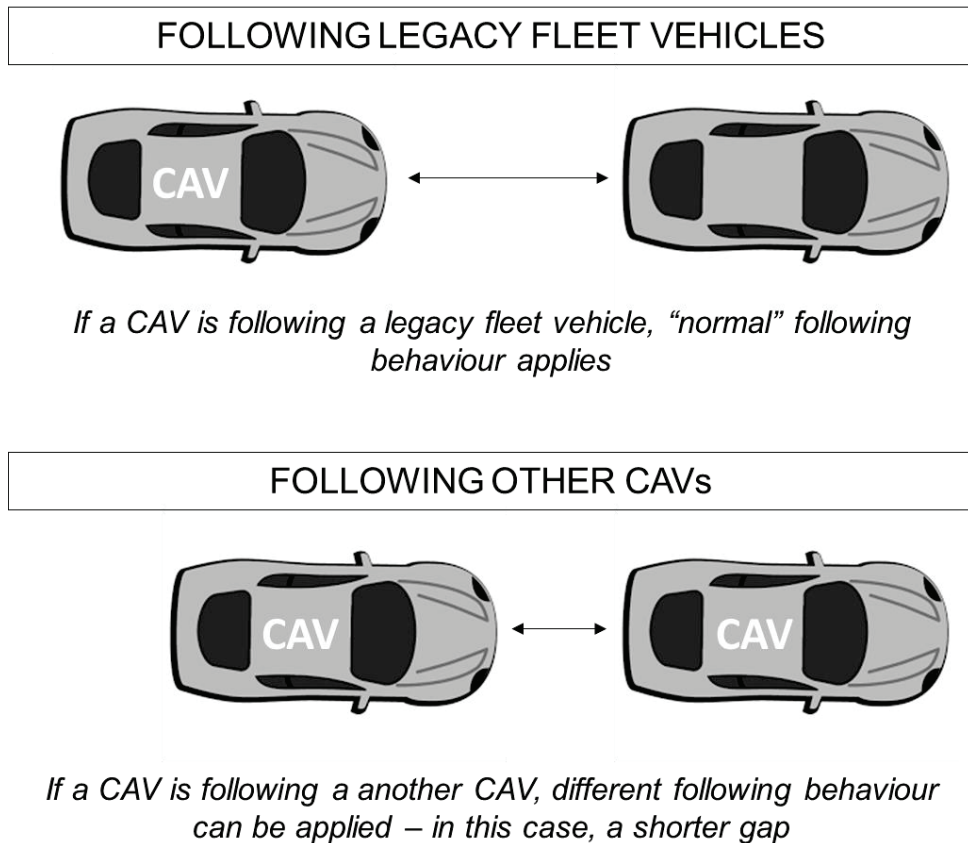 FOLLOWING LEGACY FLEET VEHICLES
CAV
If a CAV is following a legacy fleet vehicle, “normal” following
behaviour applies
FOLLOWING OTHER CAVs
CAV CAV
If a CAV is following a another CAV, different following behaviour
can be applied – in this case, a shorter gap